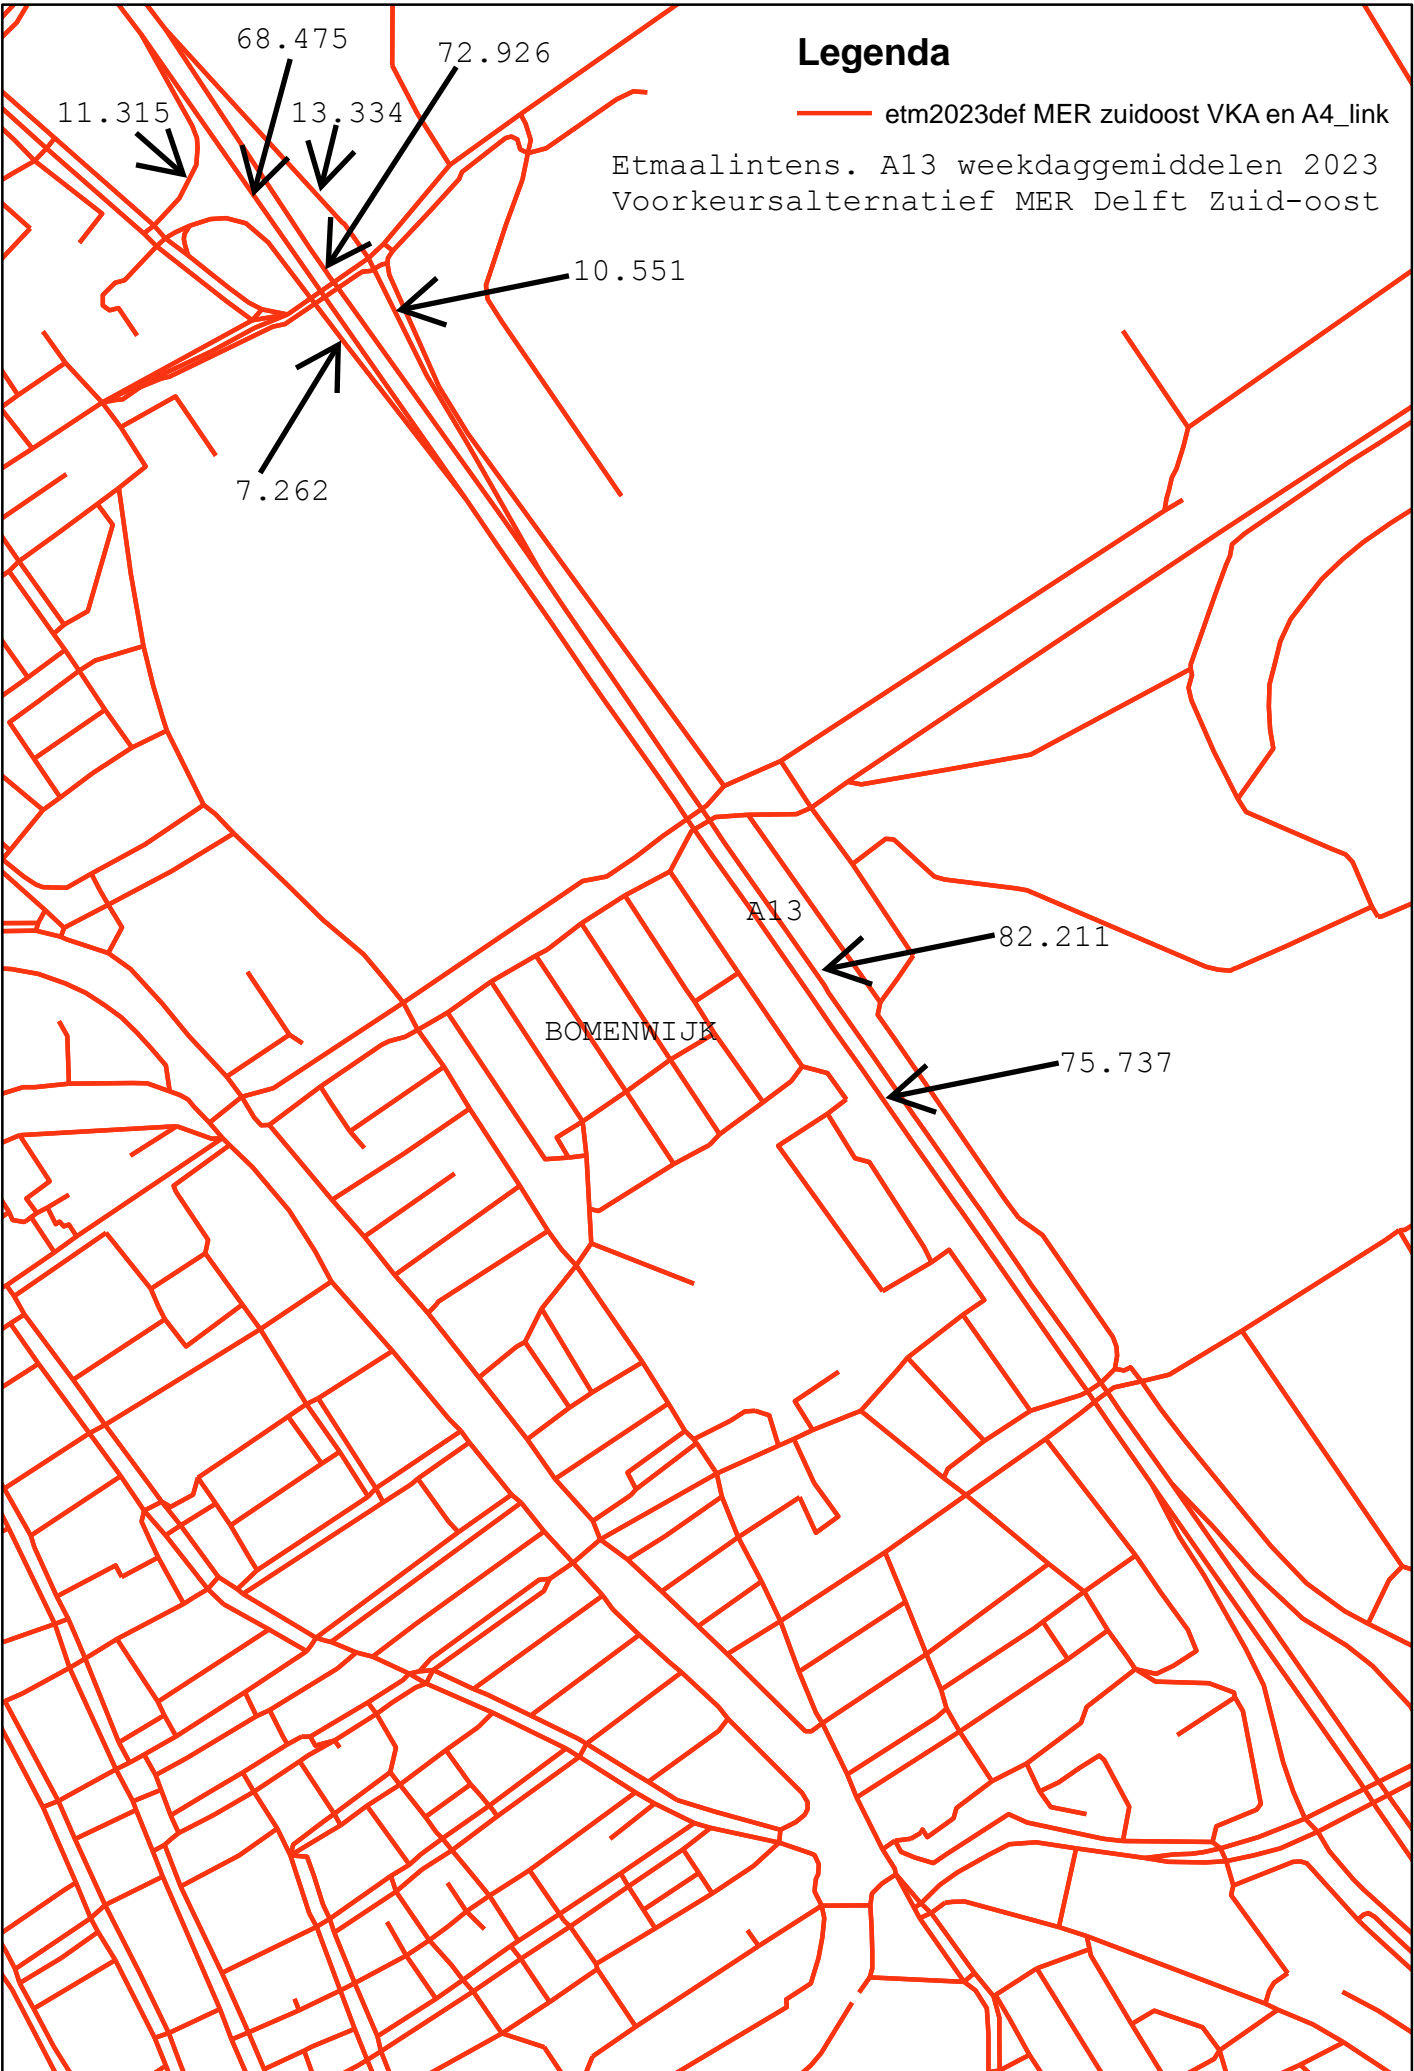 68.475
72.926
Legenda
11.315
13.334
etm2023def MER zuidoost VKA en A4_link
Etmaalintens. A13 weekdaggemiddelen 2023
Voorkeursalternatief MER Delft Zuid-oost
10.551
7.262
A13
82.211
BOMENWIJK
75.737